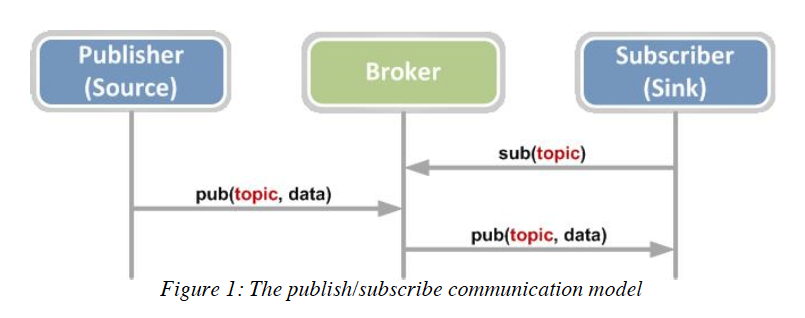 Publisher
(Source)
Broker
Subscriber
(Sink)
sub(topic)
pub(topic, data)
pub(topic, data)
Figure 1: The publish/subscribe communication model